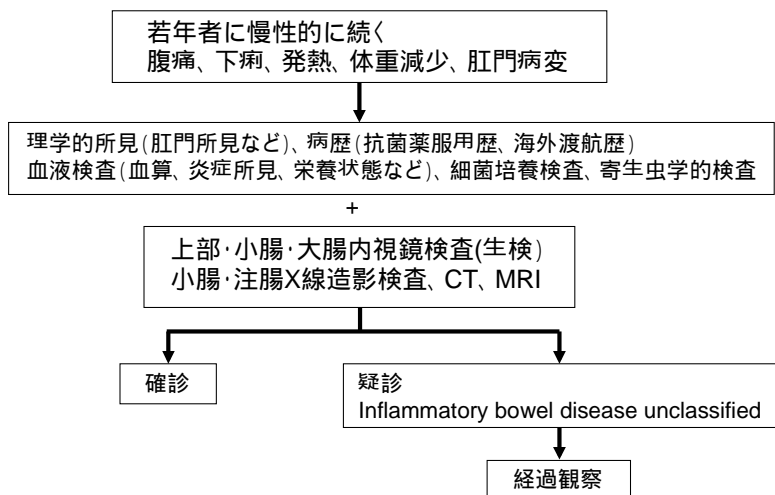 若年者に慢性的に続く
腹痛、下痢、発熱、体重減少、肛門病変
理学的所見(肛門所見など)、病歴(抗菌薬服用歴、海外渡航歴)
血液検査(血算、炎症所見、栄養状態など)、細菌培養検査、寄生虫学的検査
+
上部･小腸･大腸内視鏡検査(生検)
小腸･注腸X線造影検査、CT、MRI
確診
疑診
Inflammatory bowel disease unclassified
経過観察